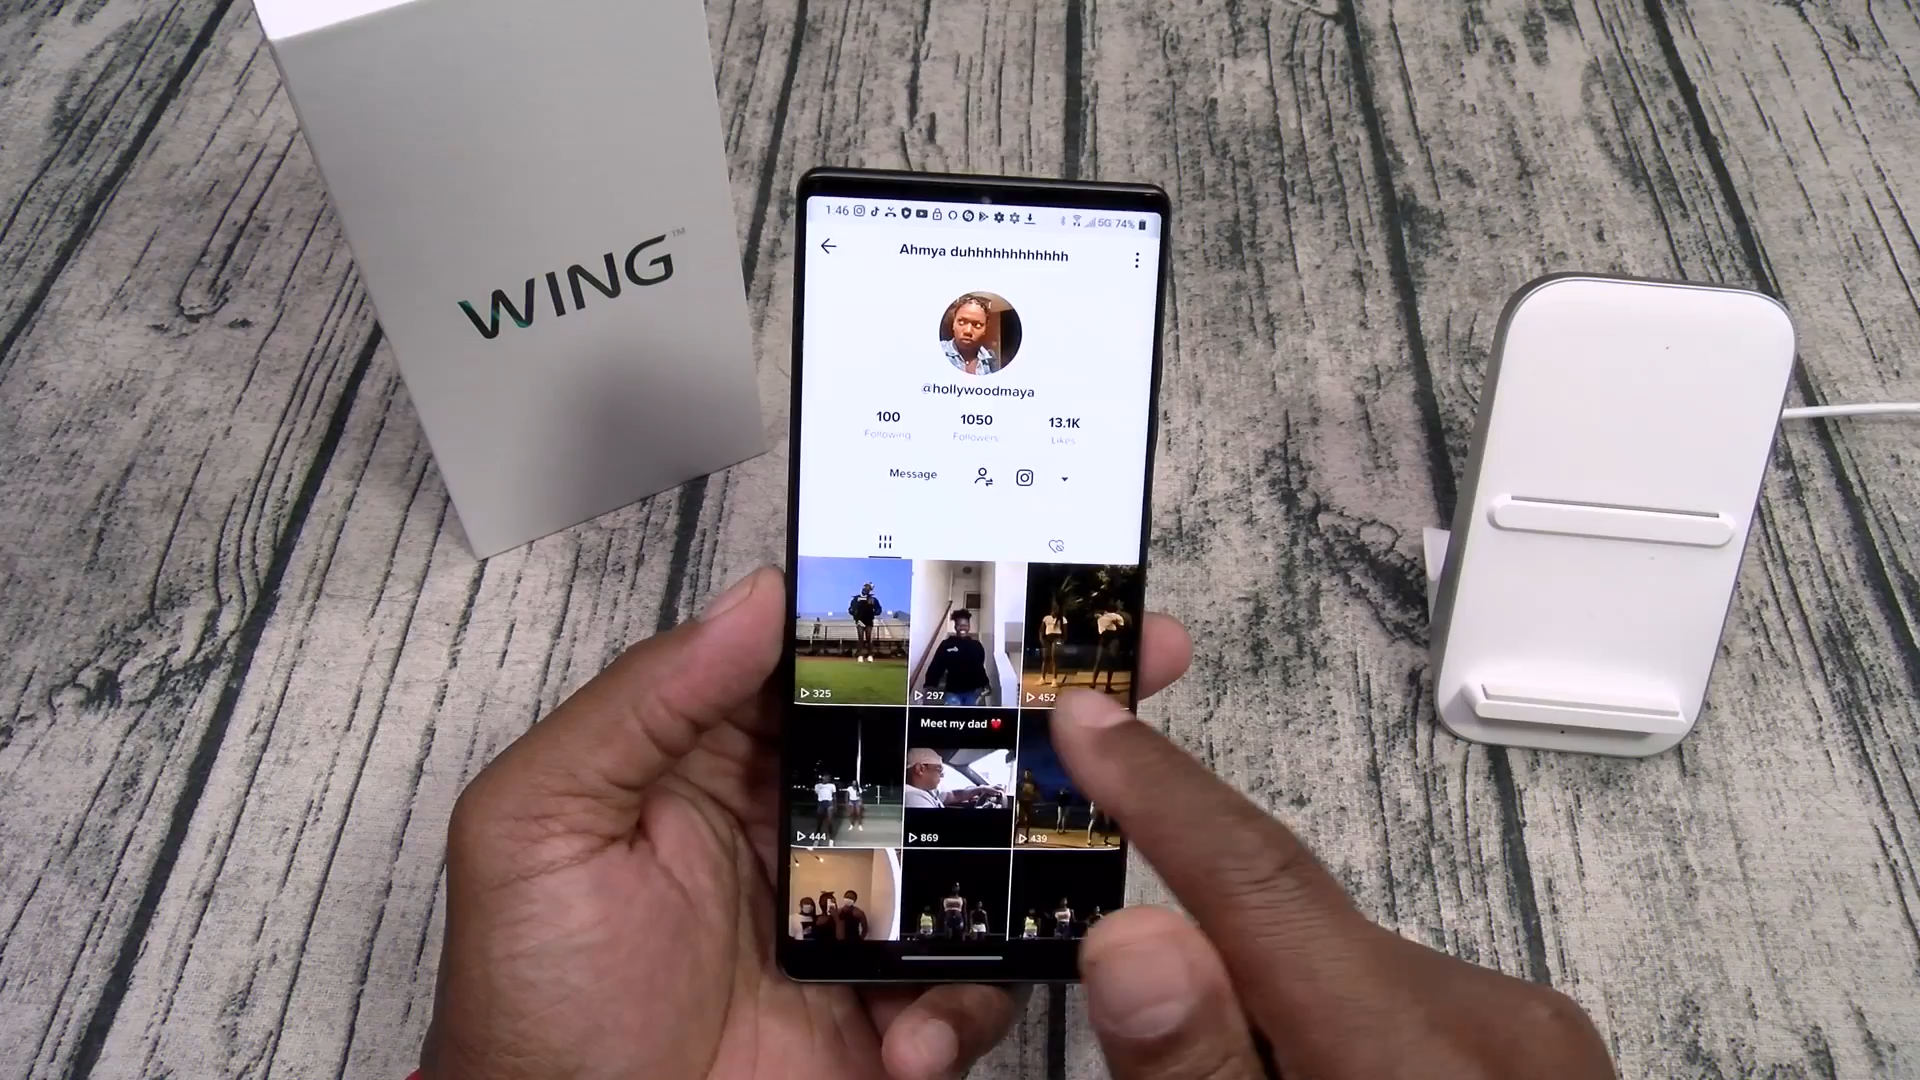 WING™
1:46
5G 74%
Ahmya duhhhhhhhhhhhh
@hollywoodmaya
100 1050 13.1K
Following Followers Likes
Message
325 297 452
Meet my dad ❤️
444 869 439